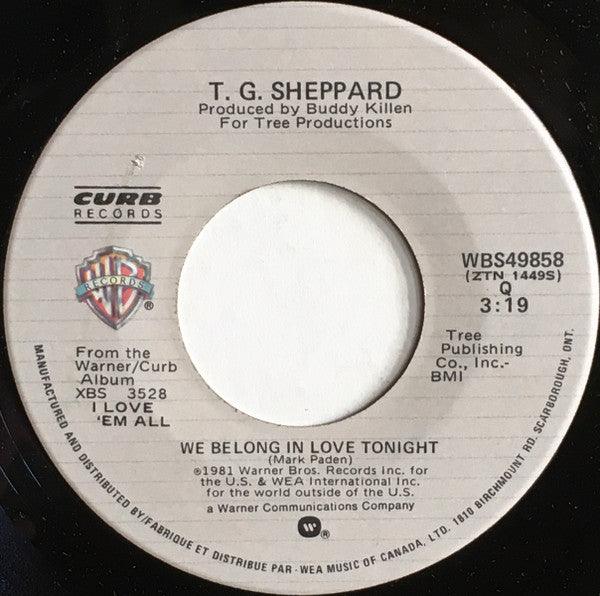 T. G. SHEPPARD
Produced by Buddy Killen
For Tree Productions
CURB
RECORDS
WB
RECORDS
®
WBS49858
(ZTN 1449S)
Q
3:19
Tree
Publishing
Co., Inc.-
BMI
From the
Warner/Curb
Album
XBS 3528
I LOVE
'EM ALL
WE BELONG IN LOVE TONIGHT
(Mark Paden)
℗1981 Warner Bros. Records Inc. for
the U.S. & WEA International Inc.
for the world outside of the U.S.
a Warner Communications Company
W®
MANUFACTURED AND DISTRIBUTED BY/FABRIQUE ET DISTRIBUE PAR - WEA MUSIC OF CANADA, LTD. 1810 BIRCHMOUNT RD. SCARBOROUGH, ONT.